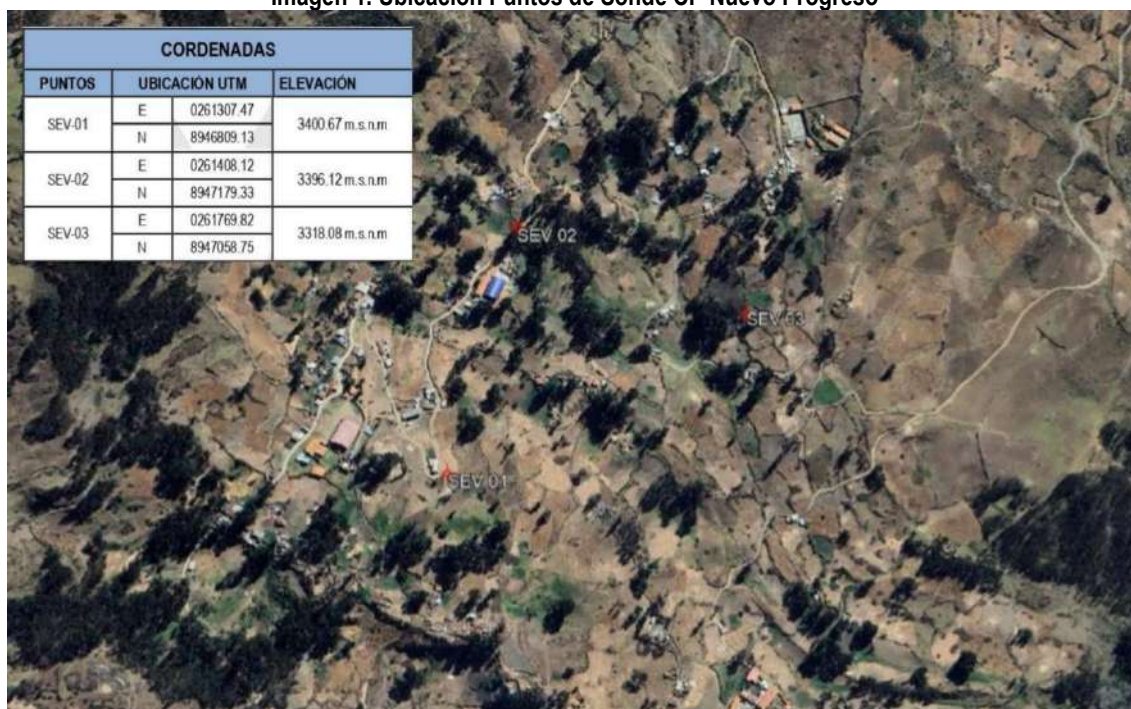 Imagen 1. Ubicación Puntos de Sonde CP Nuevo Progreso
CORDENADAS
PUNTOS UBICACIÓN UTM ELEVACIÓN
SEV-01 E 0261307.47 3400.67 m.s.n.m
N 8946809.13
SEV-02 E 0261408.12 3396.12 m.s.n.m
N 8947179.33
SEV-03 E 0261769.82 3318.08 m.s.n.m
N 8947058.75
SEV 02
SEV 03
SEV 01